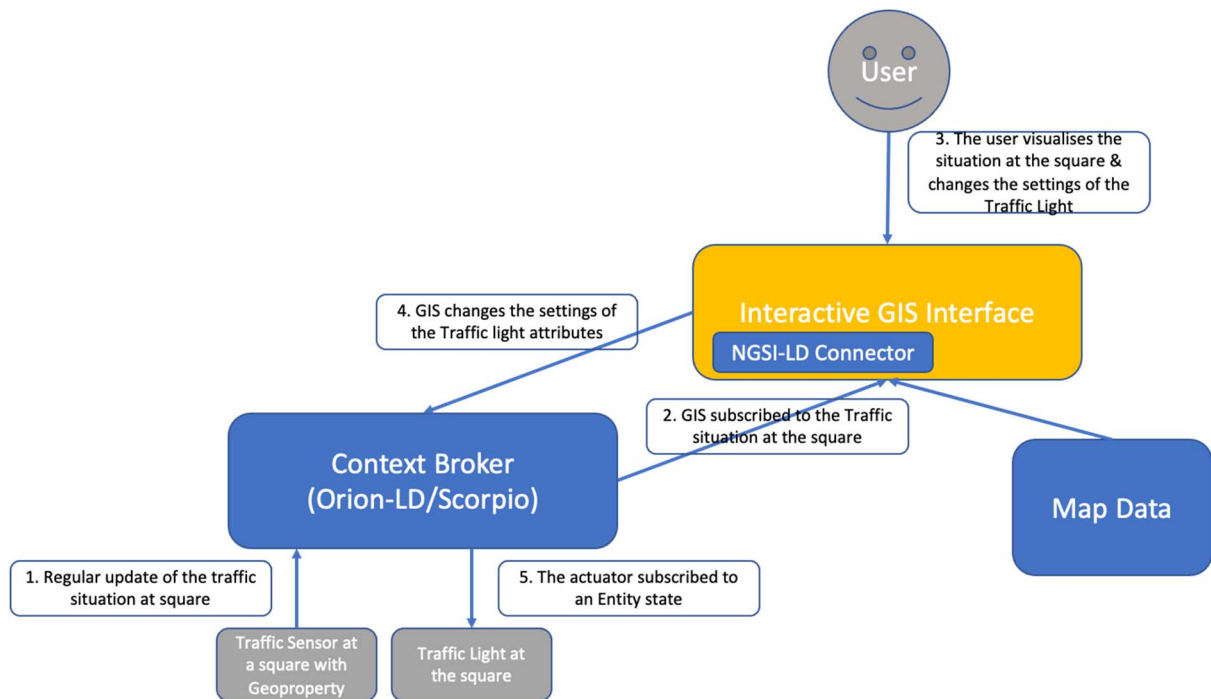 User
3. The user visualises the
situation at the square &
changes the settings of the
Traffic Light
4. GIS changes the settings of
the Traffic light attributes
Interactive GIS Interface
NGSI-LD Connector
2. GIS subscribed to the Traffic
situation at the square
Context Broker
(Orion-LD/Scorpio)
Map Data
1. Regular update of the traffic
situation at square
5. The actuator subscribed to
an Entity state
Traffic Sensor at
a square with
Geoproperty
Traffic Light at
the square